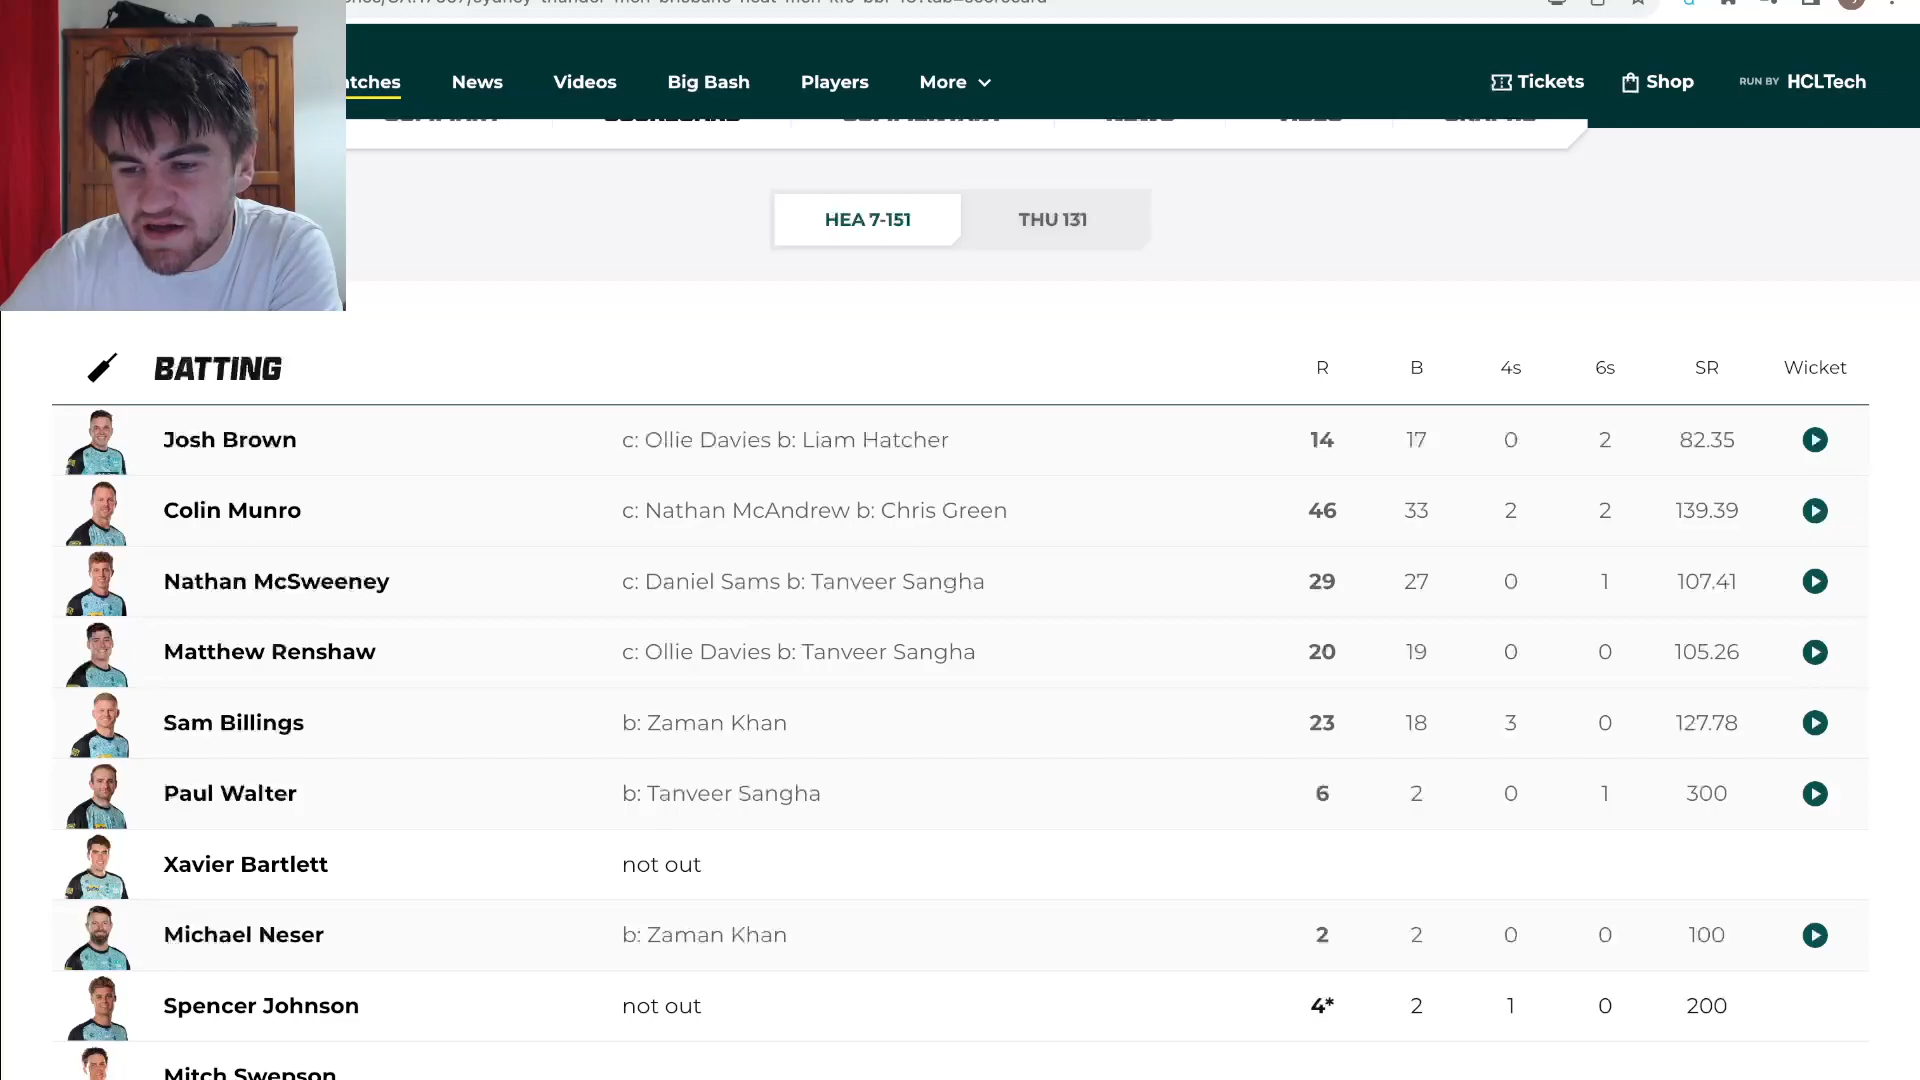 atches News Videos Big Bash Players More Tickets Shop RUN BY HCLTech
HEA 7-151 THU 131
BATTING R B 4s 6s SR Wicket
Josh Brown c: Ollie Davies b: Liam Hatcher 14 17 0 2 82.35
Colin Munro c: Nathan McAndrew b: Chris Green 46 33 2 2 139.39
Nathan McSweeney c: Daniel Sams b: Tanveer Sangha 29 27 0 1 107.41
Matthew Renshaw c: Ollie Davies b: Tanveer Sangha 20 19 0 0 105.26
Sam Billings b: Zaman Khan 23 18 3 0 127.78
Paul Walter b: Tanveer Sangha 6 2 0 1 300
Xavier Bartlett not out
Michael Neser b: Zaman Khan 2 2 0 0 100
Spencer Johnson not out 4* 2 1 0 200
Mitch Swepson